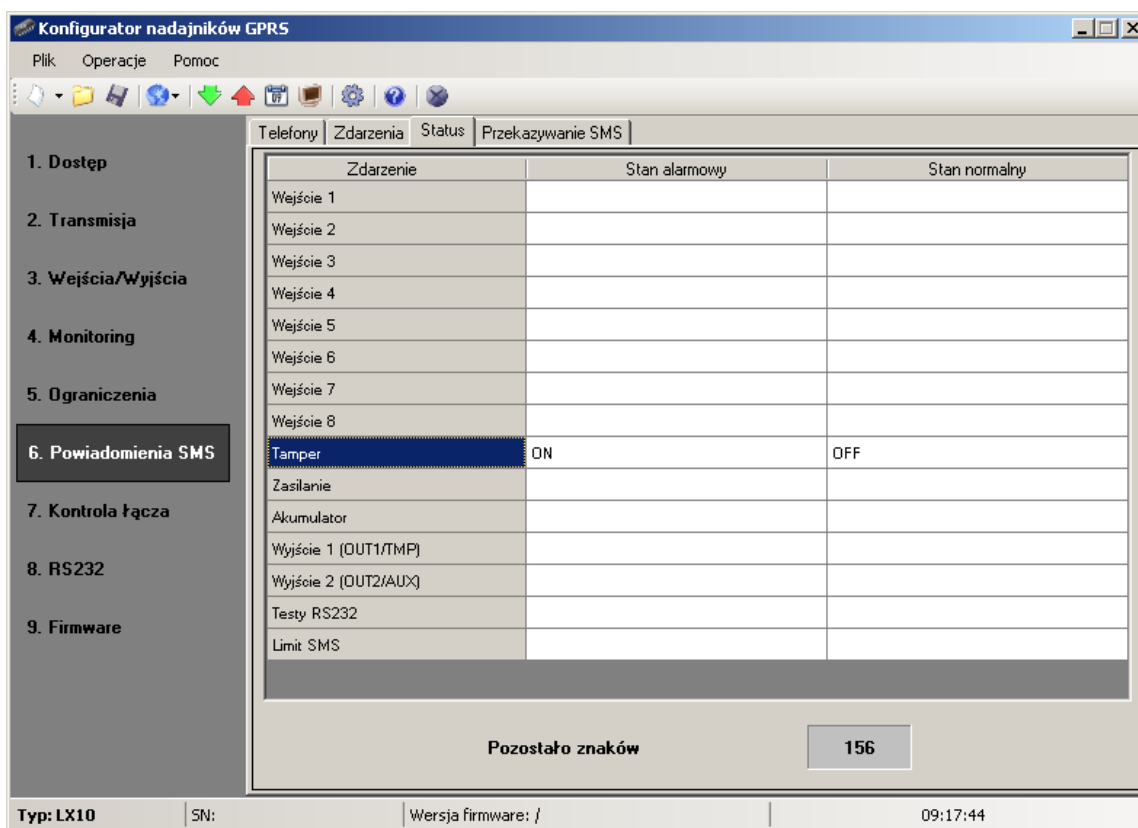 Konfigurator nadajników GPRS
Plik Operacje Pomoc
Telefony Zdarzenia Status Przekazywanie SMS
1. Dostęp
2. Transmisja
3. Wejścia/Wyjścia
4. Monitoring
5. Ograniczenia
6. Powiadomienia SMS
7. Kontrola łącza
8. RS232
9. Firmware
Zdarzenie Stan alarmowy Stan normalny
Wejście 1
Wejście 2
Wejście 3
Wejście 4
Wejście 5
Wejście 6
Wejście 7
Wejście 8
Tamper ON OFF
Zasilanie
Akumulator
Wyjście 1 (OUT1/TMP)
Wyjście 2 (OUT2/AUX)
Testy RS232
Limit SMS
Pozostało znaków 156
Typ: LX10 SN: Wersja firmware: / 09:17:44